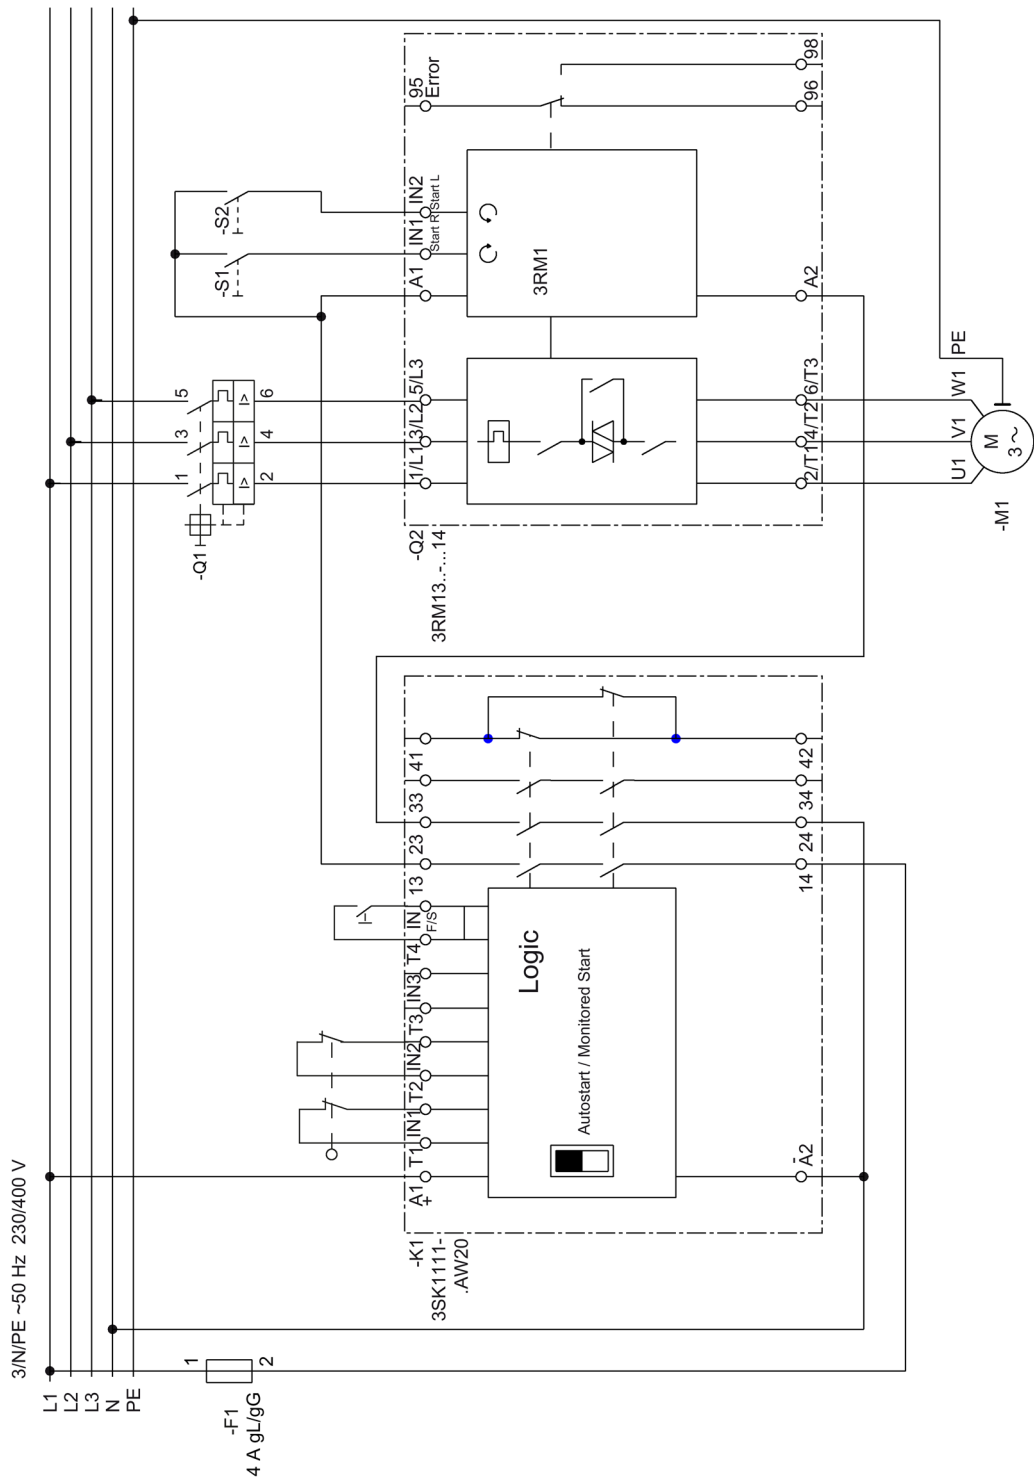 3/N/PE ~50 Hz 230/400 V
L1
L2
L3
N
PE
-F1
4 A gL/gG
1
2
-K1
3SK1111-
.AW20
A1
+
T1
IN1
T2
IN2
T3
IN3
T4
IN
F/S
13
23
33
41
Logic
Autostart / Monitored Start
-
A2
14
24
34
42
-Q1
1
3
5
I>
I>
I>
2
4
6
-S1
-S2
-Q2
3RM13..-...14
1/L1
3/L2
5/L3
A1
IN1
Start R/
IN2
Start L
95
Error
3RM1
2/T1
4/T2
6/T3
A2
96
98
U1
V1
W1
PE
M
3 ~
-M1